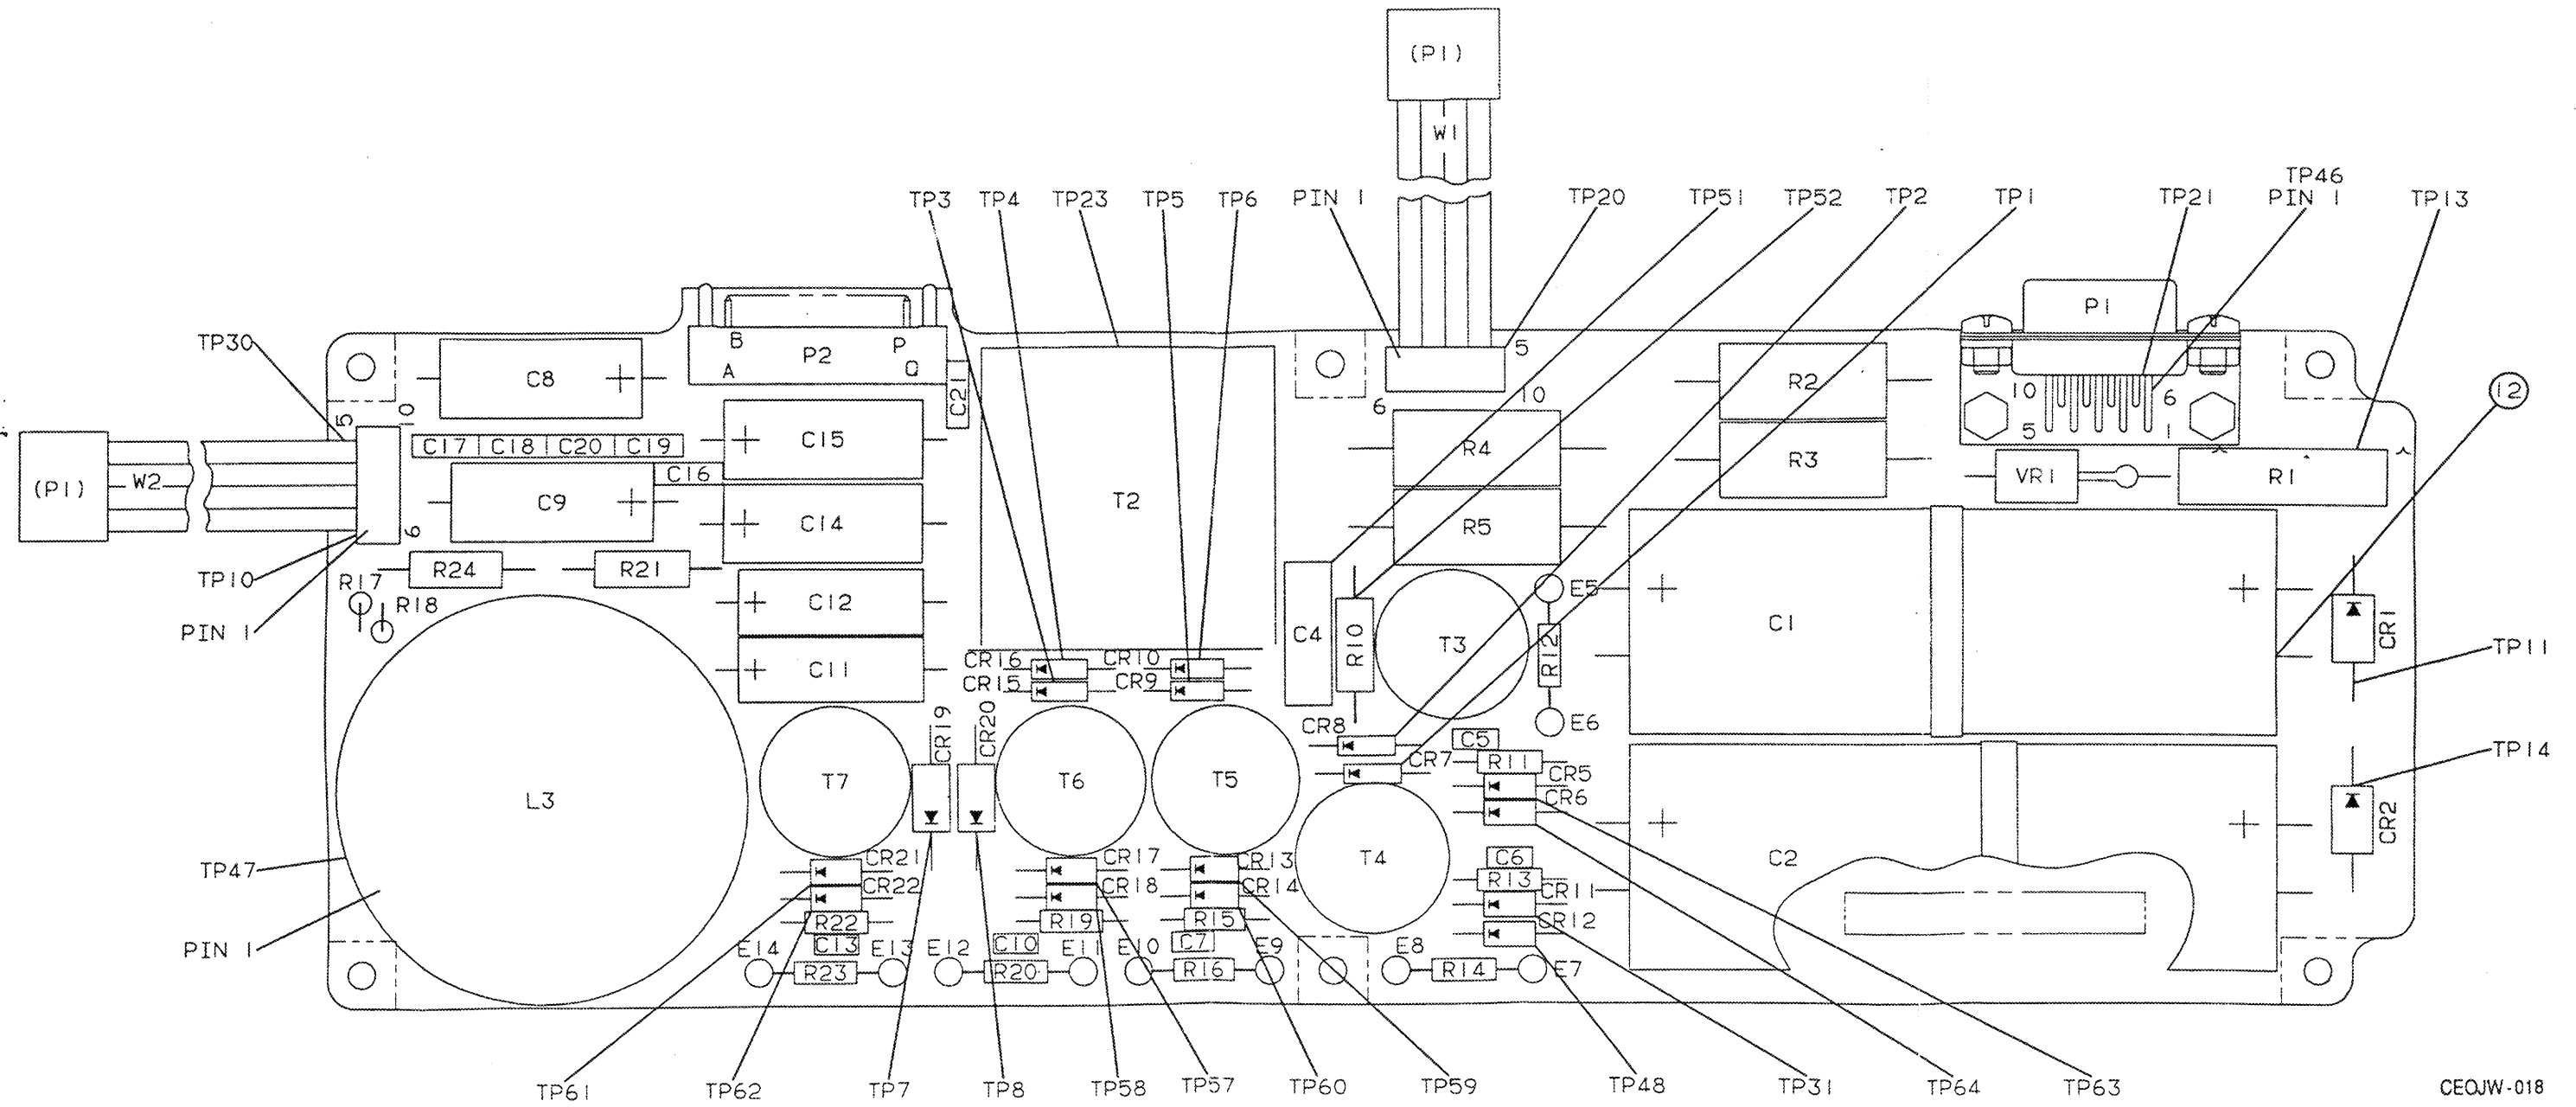 (P1)
W1
TP3 TP4 TP23 TP5 TP6 PIN 1 TP20 TP51 TP52 TP2 TP1 TP21 TP46
PIN 1 TP13
TP30
B P
P2
A Q
C8
C21
5
6 10
P1
10 6
5 1
12
5 10
C17 C18 C20 C19
C16
C15
T2
R4
R2
R3
VR1
R1
(P1)
W2
C9
C14
R5
6
TP10
R24
R21
R17
R18
PIN 1
C12
C11
C4
R10
T3
E5
R12
E6
C1
CR1
TP11
CR16 CR10
CR15 CR9
CR19
CR20
CR8
CR7
C5
R11
CR5
CR6
TP14
L3
T7
T6
T5
T4
C2
CR2
TP47
CR21
CR22
CR17
CR18
CR13
CR14
C6
R13
CR11
CR12
PIN 1
R22
R19
R15
E14 C13 E13 E12 C10 E11 E10 C7 E9 E8
R23 R20 R16 R14 E7
TP61 TP62 TP7 TP8 TP58 TP57 TP60 TP59 TP48 TP31 TP64 TP63
CEOJW-018